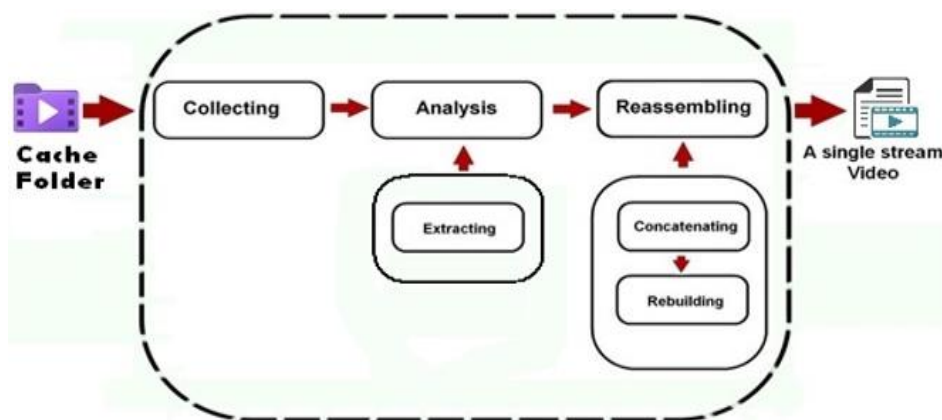 Cache
Folder
Collecting
Analysis
Reassembling
A single stream
Video
Extracting
Concatenating
Rebuilding